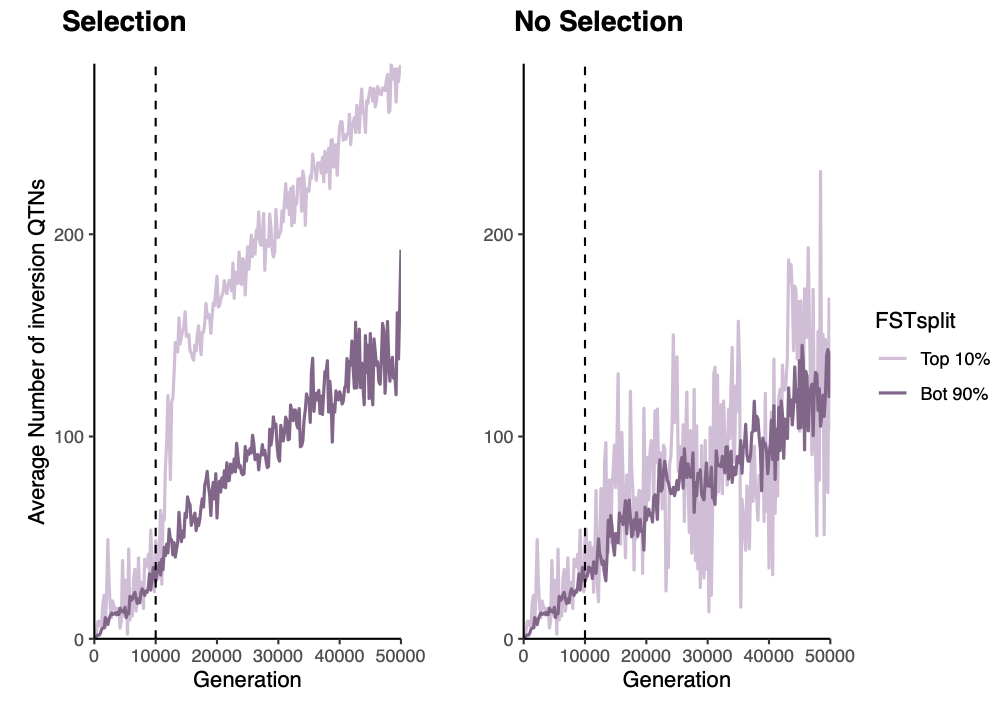 Selection
No Selection
Average Number of inversion QTNs
200
100
0
0 10000 20000 30000 40000 50000
Generation
200
100
0
0 10000 20000 30000 40000 50000
Generation
FSTsplit
Top 10%
Bot 90%